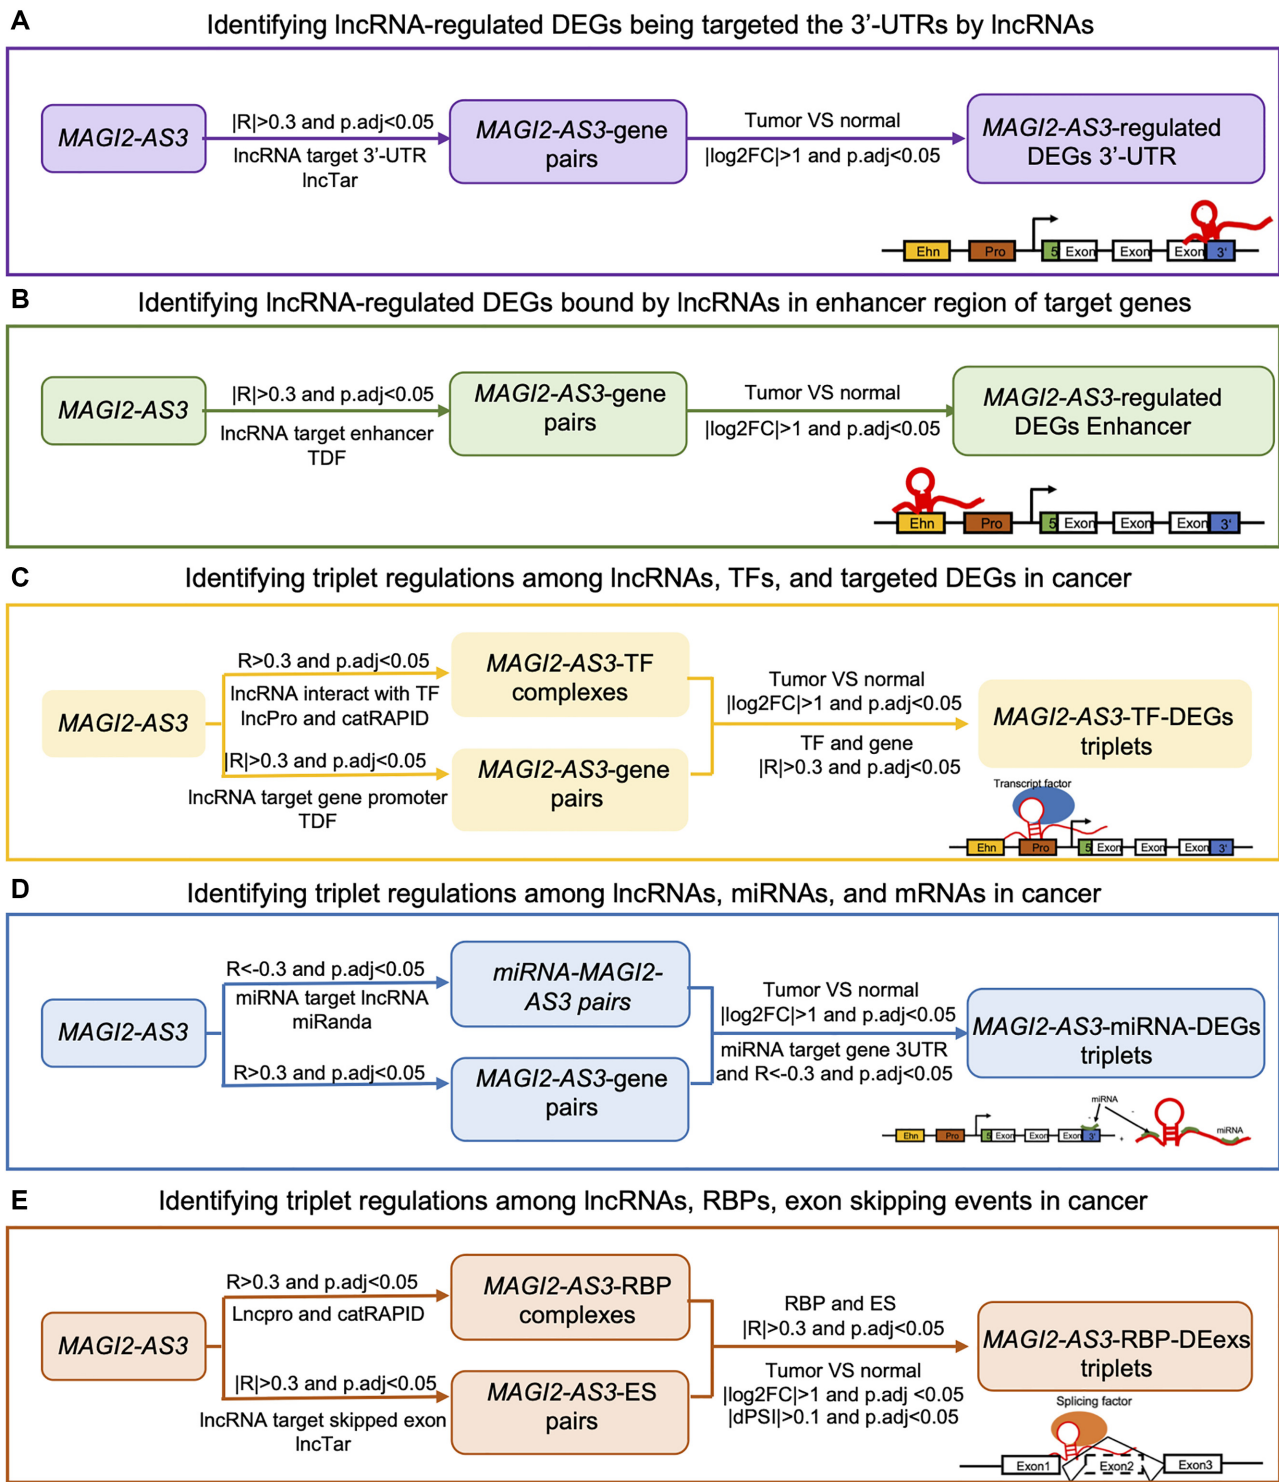 A
Identifying lncRNA-regulated DEGs being targeted the 3’-UTRs by lncRNAs
MAGI2-AS3
|R|>0.3 and p.adj<0.05
lncRNA target 3’-UTR
lncTar
MAGI2-AS3-gene
pairs
Tumor VS normal
|log2FC|>1 and p.adj<0.05
MAGI2-AS3-regulated
DEGs 3’-UTR
Ehn
Pro
5
Exon
Exon
Exon
3'
B
Identifying lncRNA-regulated DEGs bound by lncRNAs in enhancer region of target genes
MAGI2-AS3
|R|>0.3 and p.adj<0.05
lncRNA target enhancer
TDF
MAGI2-AS3-gene
pairs
Tumor VS normal
|log2FC|>1 and p.adj<0.05
MAGI2-AS3-regulated
DEGs Enhancer
Ehn
Pro
5
Exon
Exon
Exon
3'
C
Identifying triplet regulations among lncRNAs, TFs, and targeted DEGs in cancer
MAGI2-AS3
R>0.3 and p.adj<0.05
lncRNA interact with TF
lncPro and catRAPID
|R|>0.3 and p.adj<0.05
lncRNA target gene promoter
TDF
MAGI2-AS3-TF
complexes
MAGI2-AS3-gene
pairs
Tumor VS normal
|log2FC|>1 and p.adj<0.05
TF and gene
|R|>0.3 and p.adj<0.05
MAGI2-AS3-TF-DEGs
triplets
Transcript factor
Ehn
Pro
5
Exon
Exon
Exon
3'
D
Identifying triplet regulations among lncRNAs, miRNAs, and mRNAs in cancer
MAGI2-AS3
R<-0.3 and p.adj<0.05
miRNA target lncRNA
miRanda
R>0.3 and p.adj<0.05
miRNA-MAGI2-
AS3 pairs
MAGI2-AS3-gene
pairs
Tumor VS normal
|log2FC|>1 and p.adj<0.05
miRNA target gene 3UTR
and R<-0.3 and p.adj<0.05
MAGI2-AS3-miRNA-DEGs
triplets
miRNA
-
-
Ehn
Pro
5
Exon
Exon
Exon
3'
+
miRNA
E
Identifying triplet regulations among lncRNAs, RBPs, exon skipping events in cancer
MAGI2-AS3
R>0.3 and p.adj<0.05
Lncpro and catRAPID
|R|>0.3 and p.adj<0.05
lncRNA target skipped exon
lncTar
MAGI2-AS3-RBP
complexes
MAGI2-AS3-ES
pairs
RBP and ES
|R|>0.3 and p.adj<0.05
Tumor VS normal
|log2FC|>1 and p.adj <0.05
|dPSI|>0.1 and p.adj<0.05
MAGI2-AS3-RBP-DEexs
triplets
Splicing factor
Exon1
Exon2
Exon3